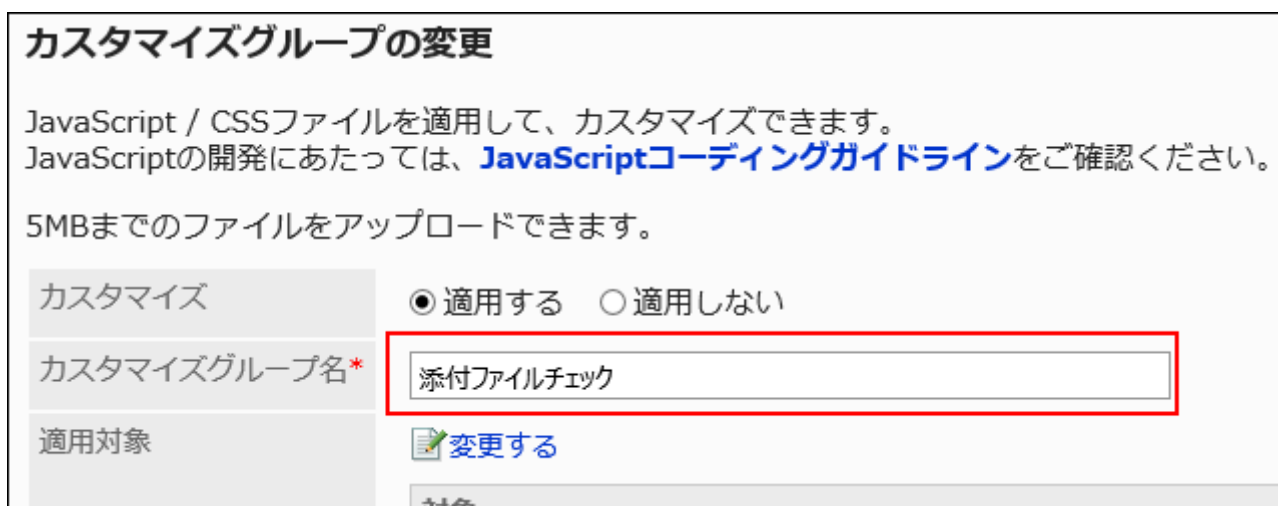 カスタマイズグループの変更
JavaScript / CSSファイルを適用して、カスタマイズできます。
JavaScriptの開発にあたっては、JavaScriptコーディングガイドラインをご確認ください。
5MBまでのファイルをアップロードできます。
カスタマイズ 適用する 適用しない
カスタマイズグループ名* 添付ファイルチェック
適用対象 変更する